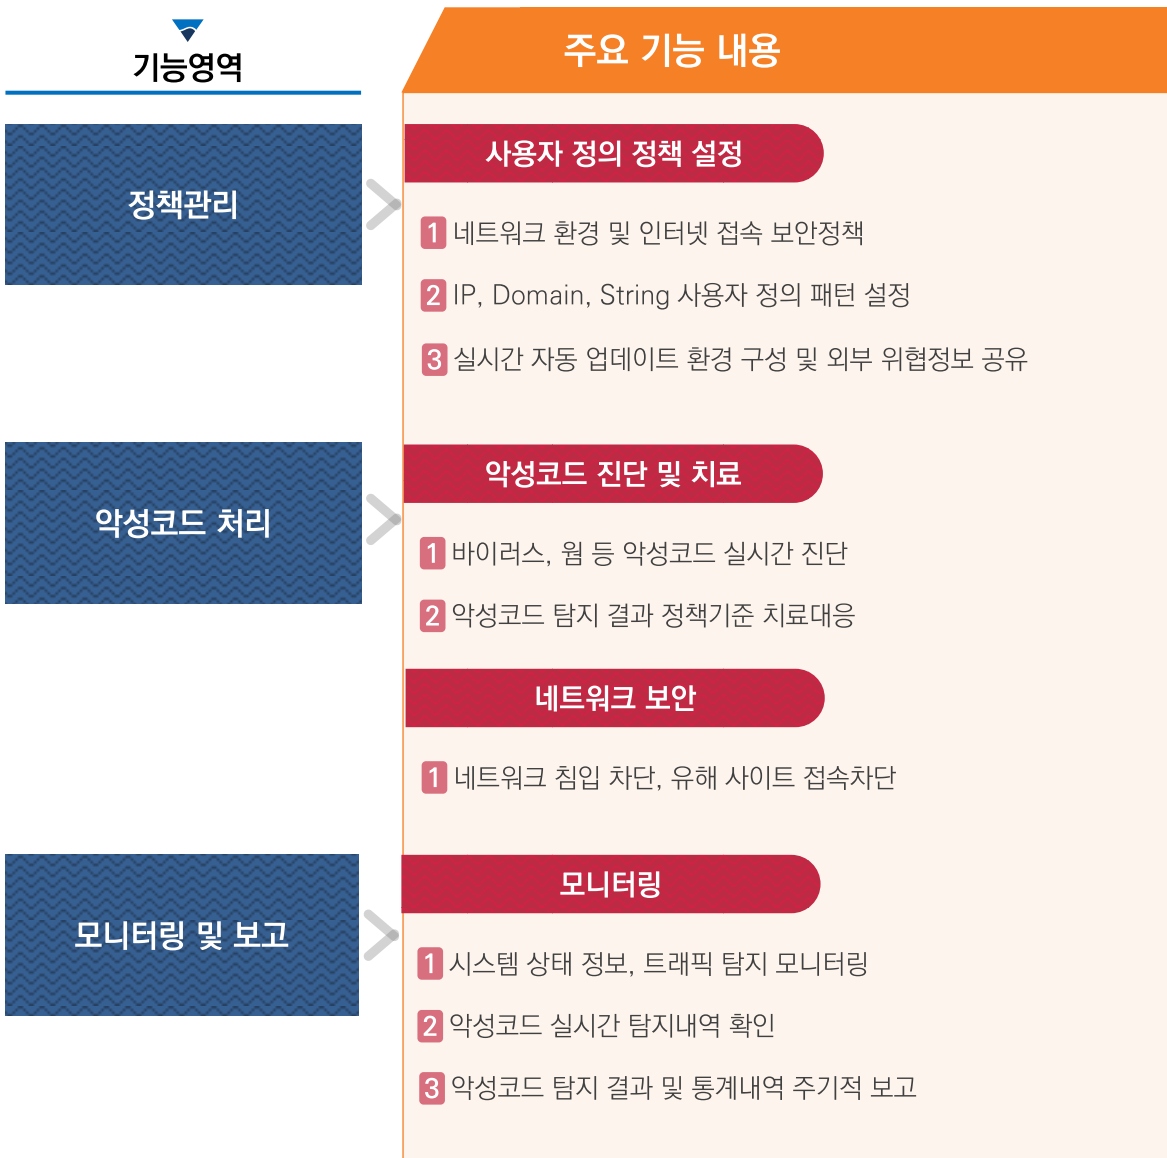 기능영역
주요 기능 내용
정책관리
사용자 정의 정책 설정
1 네트워크 환경 및 인터넷 접속 보안정책
2 IP, Domain, String 사용자 정의 패턴 설정
3 실시간 자동 업데이트 환경 구성 및 외부 위협정보 공유
악성코드 처리
악성코드 진단 및 치료
1 바이러스, 웜 등 악성코드 실시간 진단
2 악성코드 탐지 결과 정책기준 치료대응
네트워크 보안
1 네트워크 침입 차단, 유해 사이트 접속차단
모니터링 및 보고
모니터링
1 시스템 상태 정보, 트래픽 탐지 모니터링
2 악성코드 실시간 탐지내역 확인
3 악성코드 탐지 결과 및 통계내역 주기적 보고